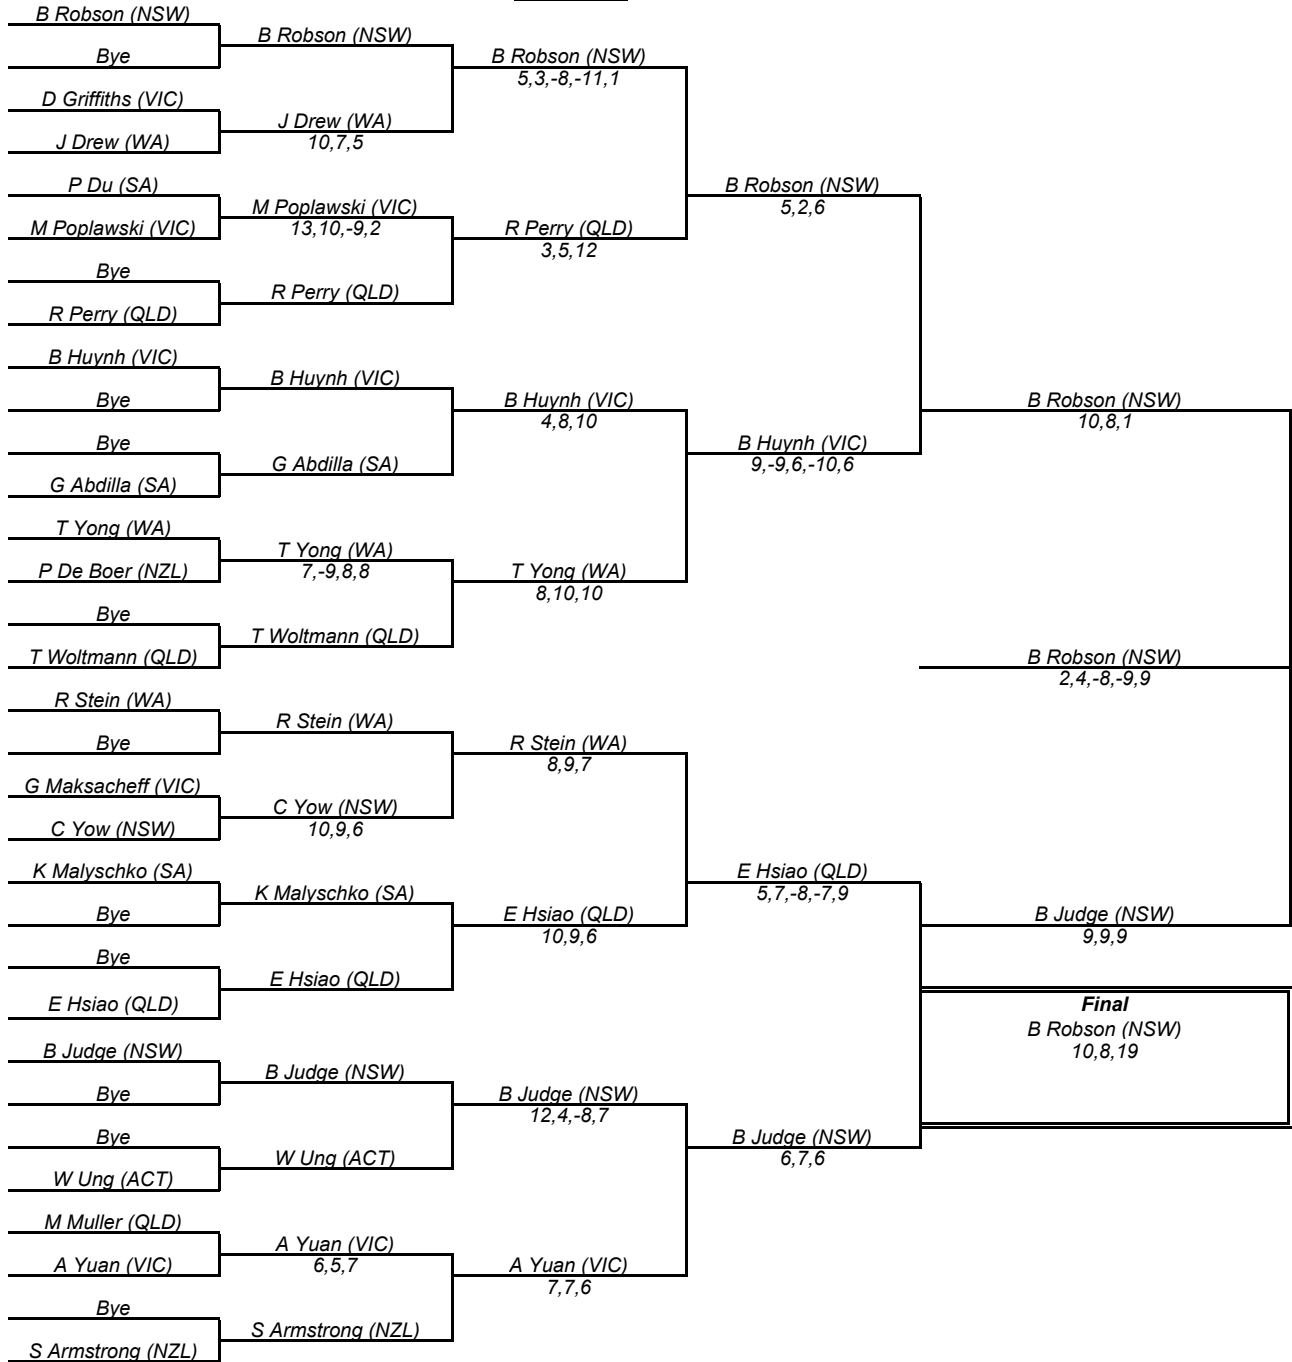 B Robson (NSW)
Bye
D Griffiths (VIC)
J Drew (WA)
P Du (SA)
M Poplawski (VIC)
Bye
R Perry (QLD)
B Huynh (VIC)
Bye
Bye
G Abdilla (SA)
T Yong (WA)
P De Boer (NZL)
Bye
T Woltmann (QLD)
R Stein (WA)
Bye
G Maksacheff (VIC)
C Yow (NSW)
K Malyschko (SA)
Bye
Bye
E Hsiao (QLD)
B Judge (NSW)
Bye
Bye
W Ung (ACT)
M Muller (QLD)
A Yuan (VIC)
Bye
S Armstrong (NZL)
B Robson (NSW)
J Drew (WA)
10,7,5
M Poplawski (VIC)
13,10,-9,2
R Perry (QLD)
B Huynh (VIC)
G Abdilla (SA)
T Yong (WA)
7,-9,8,8
T Woltmann (QLD)
R Stein (WA)
C Yow (NSW)
10,9,6
K Malyschko (SA)
E Hsiao (QLD)
B Judge (NSW)
W Ung (ACT)
A Yuan (VIC)
6,5,7
S Armstrong (NZL)
B Robson (NSW)
5,3,-8,-11,1
R Perry (QLD)
3,5,12
B Huynh (VIC)
4,8,10
T Yong (WA)
8,10,10
R Stein (WA)
8,9,7
E Hsiao (QLD)
10,9,6
B Judge (NSW)
12,4,-8,7
A Yuan (VIC)
7,7,6
B Robson (NSW)
5,2,6
B Huynh (VIC)
9,-9,6,-10,6
E Hsiao (QLD)
5,7,-8,-7,9
B Judge (NSW)
6,7,6
B Robson (NSW)
10,8,1
B Robson (NSW)
2,4,-8,-9,9
B Judge (NSW)
9,9,9
Final
B Robson (NSW)
10,8,19